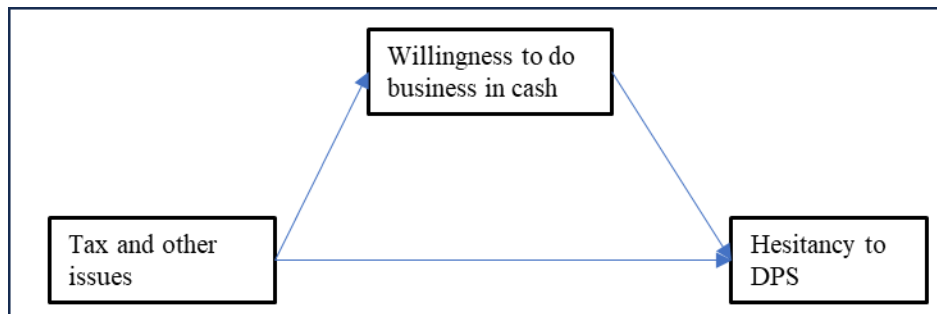 Willingness to do
business in cash
Tax and other
issues
Hesitancy to
DPS